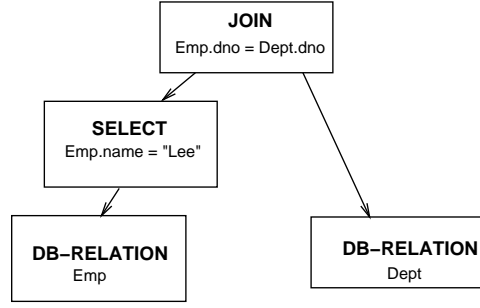 JOIN
Emp.dno = Dept.dno
SELECT
Emp.name = "Lee"
DB–RELATION
Emp
DB–RELATION
Dept